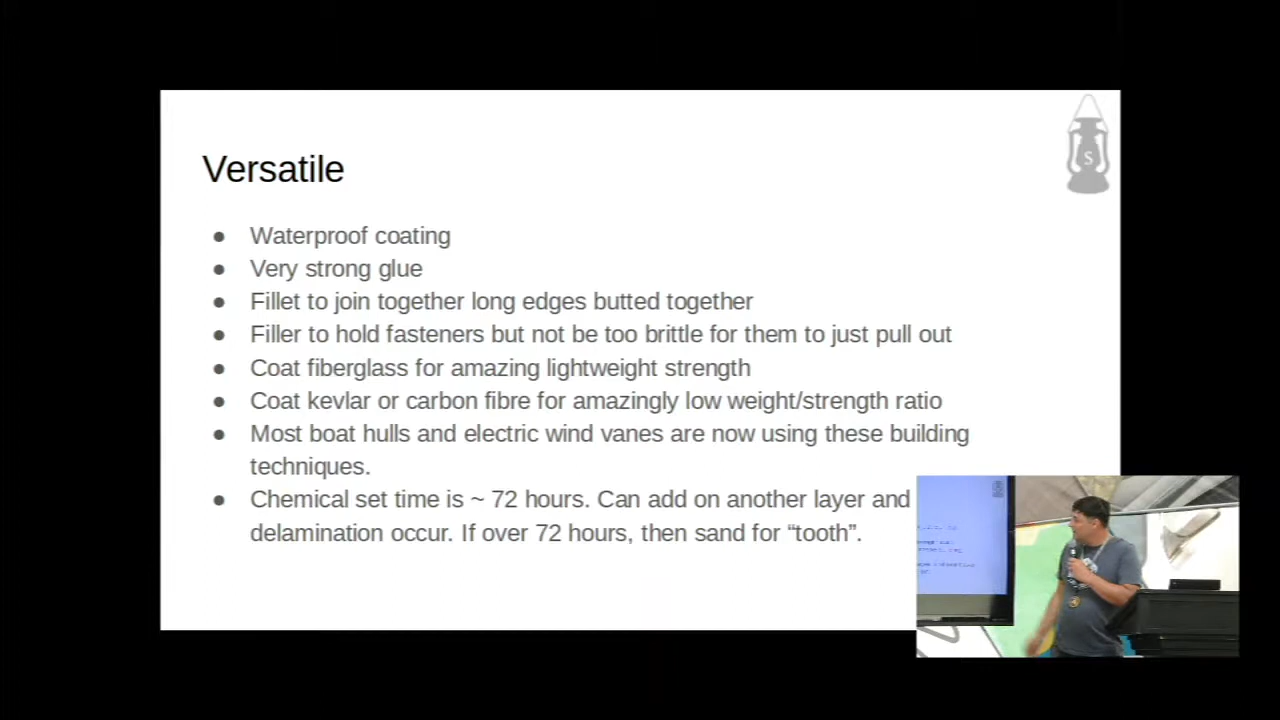 Versatile
S
● Waterproof coating
● Very strong glue
● Fillet to join together long edges butted together
● Filler to hold fasteners but not be too brittle for them to just pull out
● Coat fiberglass for amazing lightweight strength
● Coat kevlar or carbon fibre for amazingly low weight/strength ratio
● Most boat hulls and electric wind vanes are now using these building
techniques.
● Chemical set time is ~ 72 hours. Can add on another layer and
delamination occur. If over 72 hours, then sand for “tooth”.